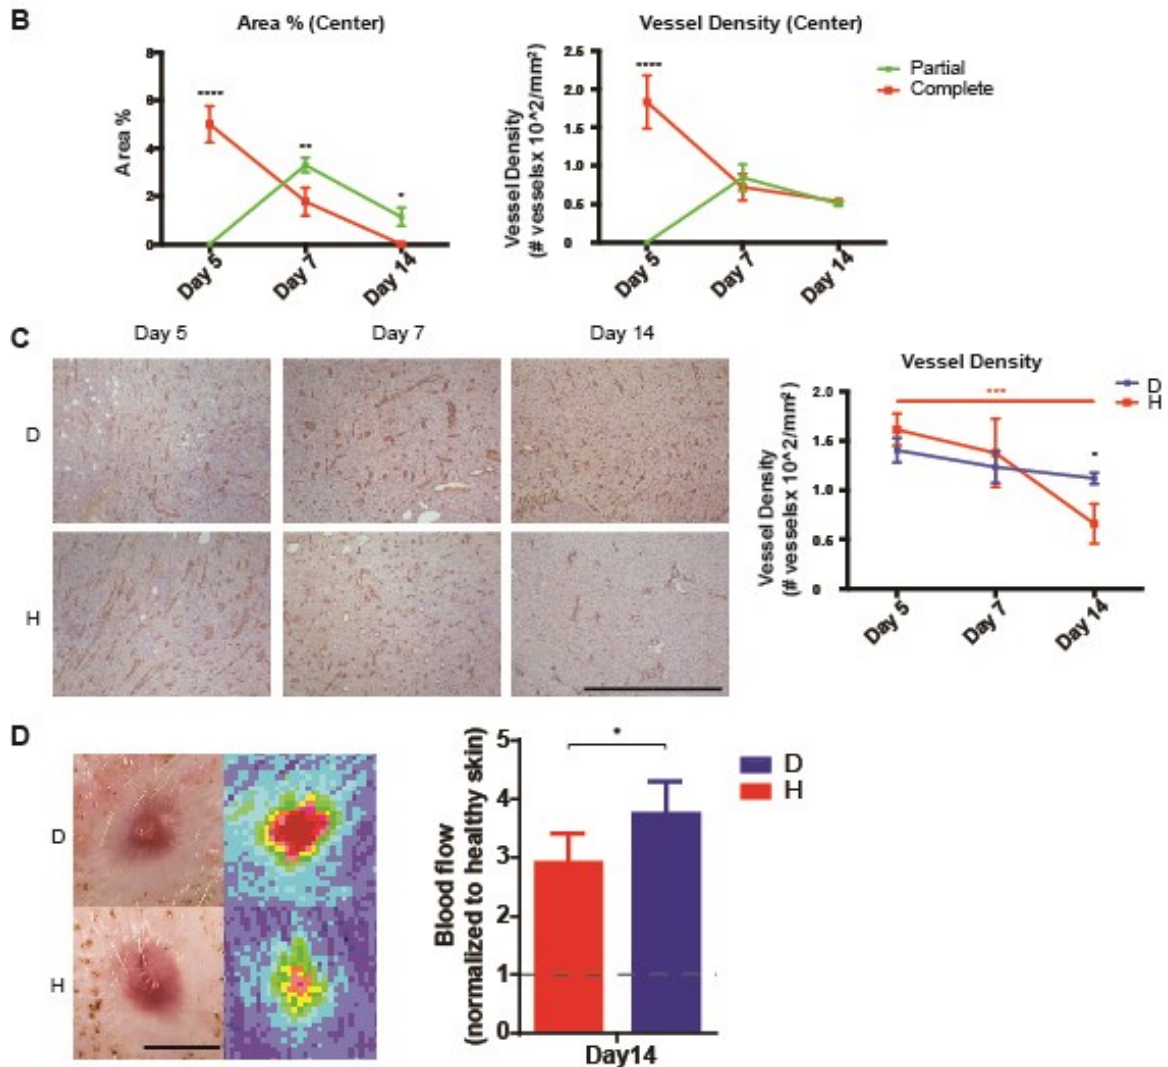 B
Area % (Center)
Area %
8
6
4
2
0
****
**
*
Day 5
Day 7
Day 14
Vessel Density (Center)
Vessel Density
(# vesselsx 10^2/mm²)
2.5
2.0
1.5
1.0
0.5
0
****
Day 5
Day 7
Day 14
Partial
Complete
C
Day 5
Day 7
Day 14
D
H
Vessel Density
Vessel Density
(# vesselsx 10^2/mm²)
2.0
1.5
1.0
0.5
0
***
*
Day 5
Day 7
Day 14
D
H
D
D
H
Blood flow
(normalized to healthy skin)
5
4
3
2
1
0
*
Day14
D
H